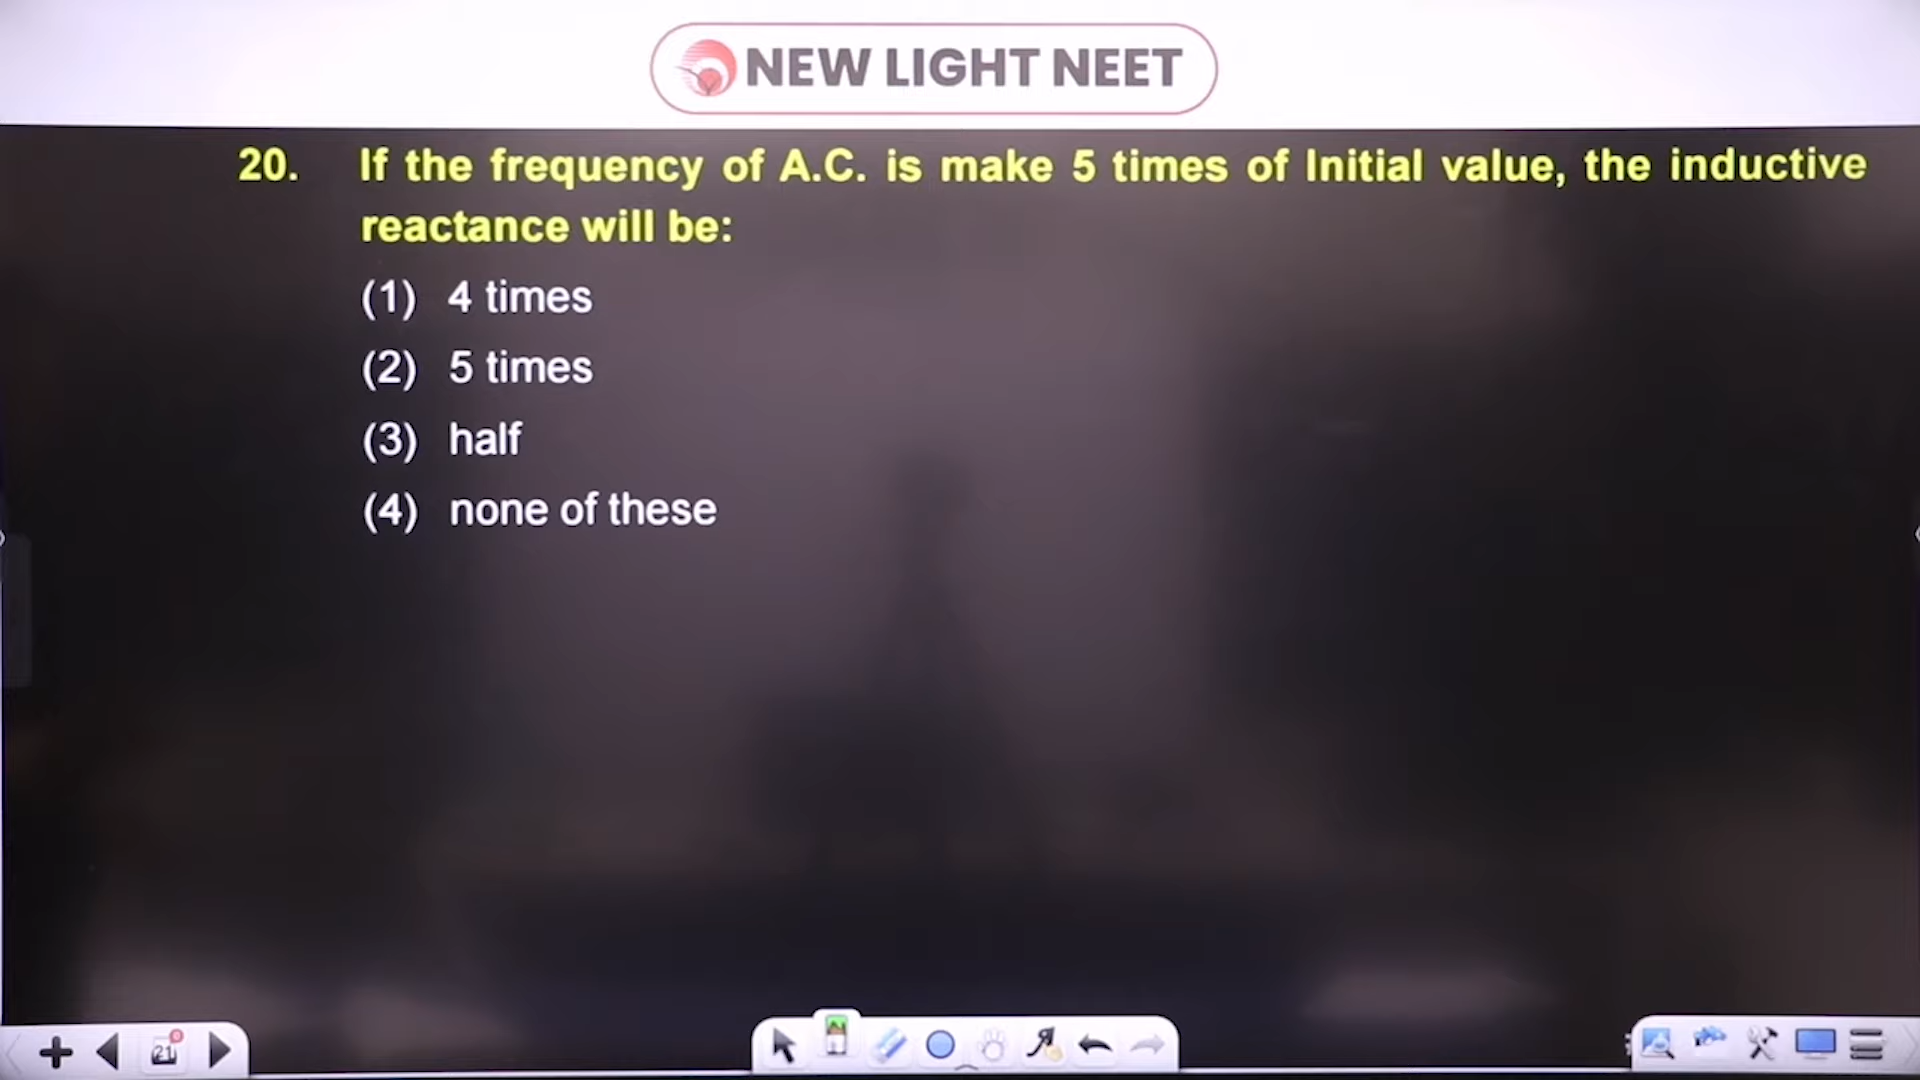 NEW LIGHT NEET
20. If the frequency of A.C. is make 5 times of Initial value, the inductive
reactance will be:
(1) 4 times
(2) 5 times
(3) half
(4) none of these
21